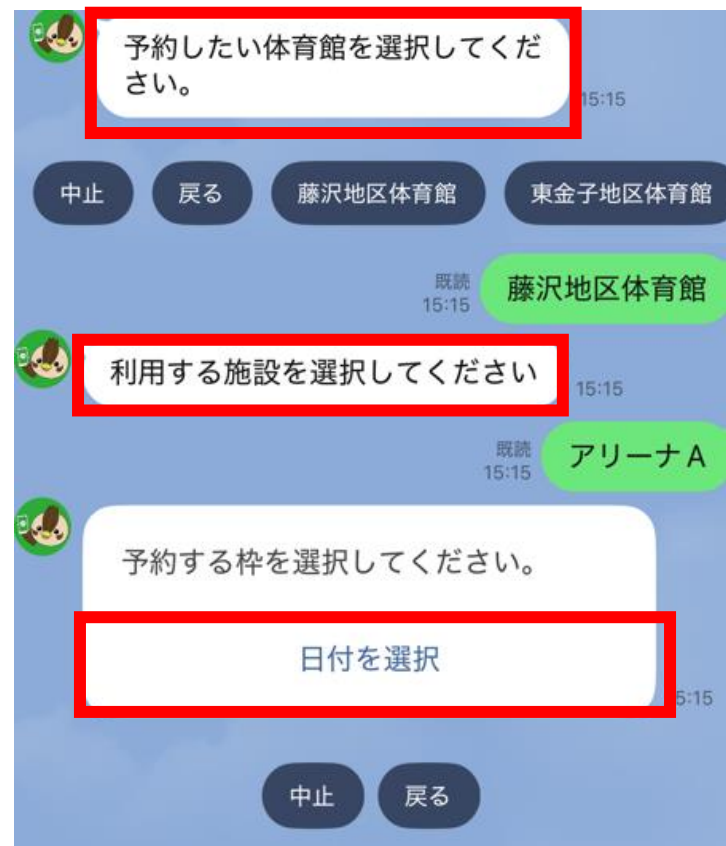 予約したい体育館を選択してくだ
さい。
15:15
中止 戻る 藤沢地区体育館 東金子地区体育館
既読
15:15
藤沢地区体育館
利用する施設を選択してください
15:15
既読
15:15
アリーナA
予約する枠を選択してください。
日付を選択
5:15
中止 戻る